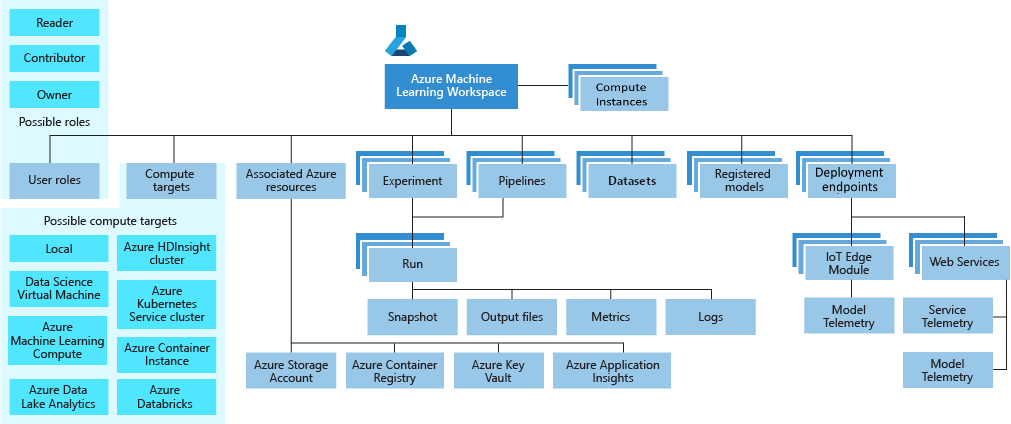 Reader
Contributor
Owner
Possible roles
Azure Machine
Learning Workspace
Compute
Instances
User roles
Compute
targets
Associated Azure
resources
Experiment
Pipelines
Datasets
Registered
models
Deployment
endpoints
Possible compute targets
Local
Azure HDInsight
cluster
Data Science
Virtual Machine
Azure
Kubernetes
Service cluster
Azure
Machine Learning
Compute
Azure Container
Instance
Azure Data
Lake Analytics
Azure
Databricks
Run
IoT Edge
Module
Web Services
Snapshot
Output files
Metrics
Logs
Model
Telemetry
Service
Telemetry
Azure Storage
Account
Azure Container
Registry
Azure Key
Vault
Azure Application
Insights
Model
Telemetry